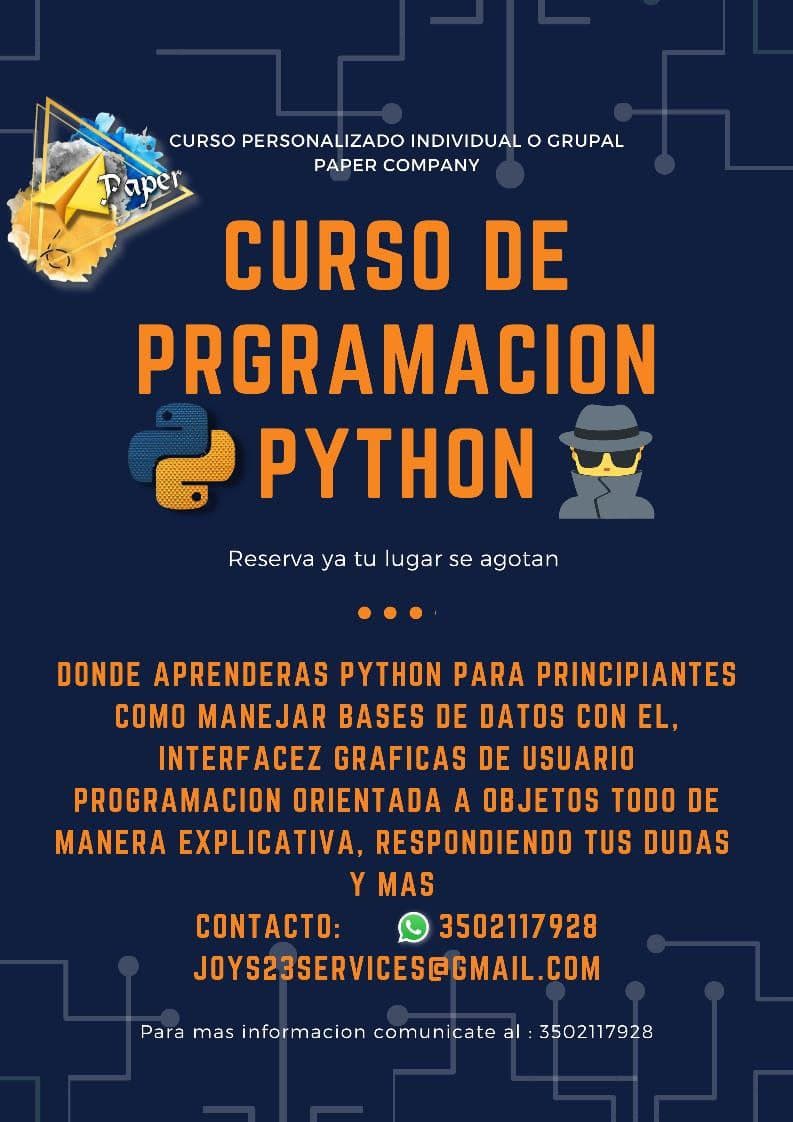 CURSO PERSONALIZADO INDIVIDUAL O GRUPAL
PAPER COMPANY
Paper
CURSO DE
PRGRAMACION
PYTHON
Reserva ya tu lugar se agotan
DONDE APRENDERAS PYTHON PARA PRINCIPIANTES
COMO MANEJAR BASES DE DATOS CON EL,
INTERFACEZ GRAFICAS DE USUARIO
PROGRAMACION ORIENTADA A OBJETOS TODO DE
MANERA EXPLICATIVA, RESPONDIENDO TUS DUDAS
Y MAS
CONTACTO: 3502117928
JOYS23SERVICES@GMAIL.COM
Para mas informacion comunicate al : 3502117928